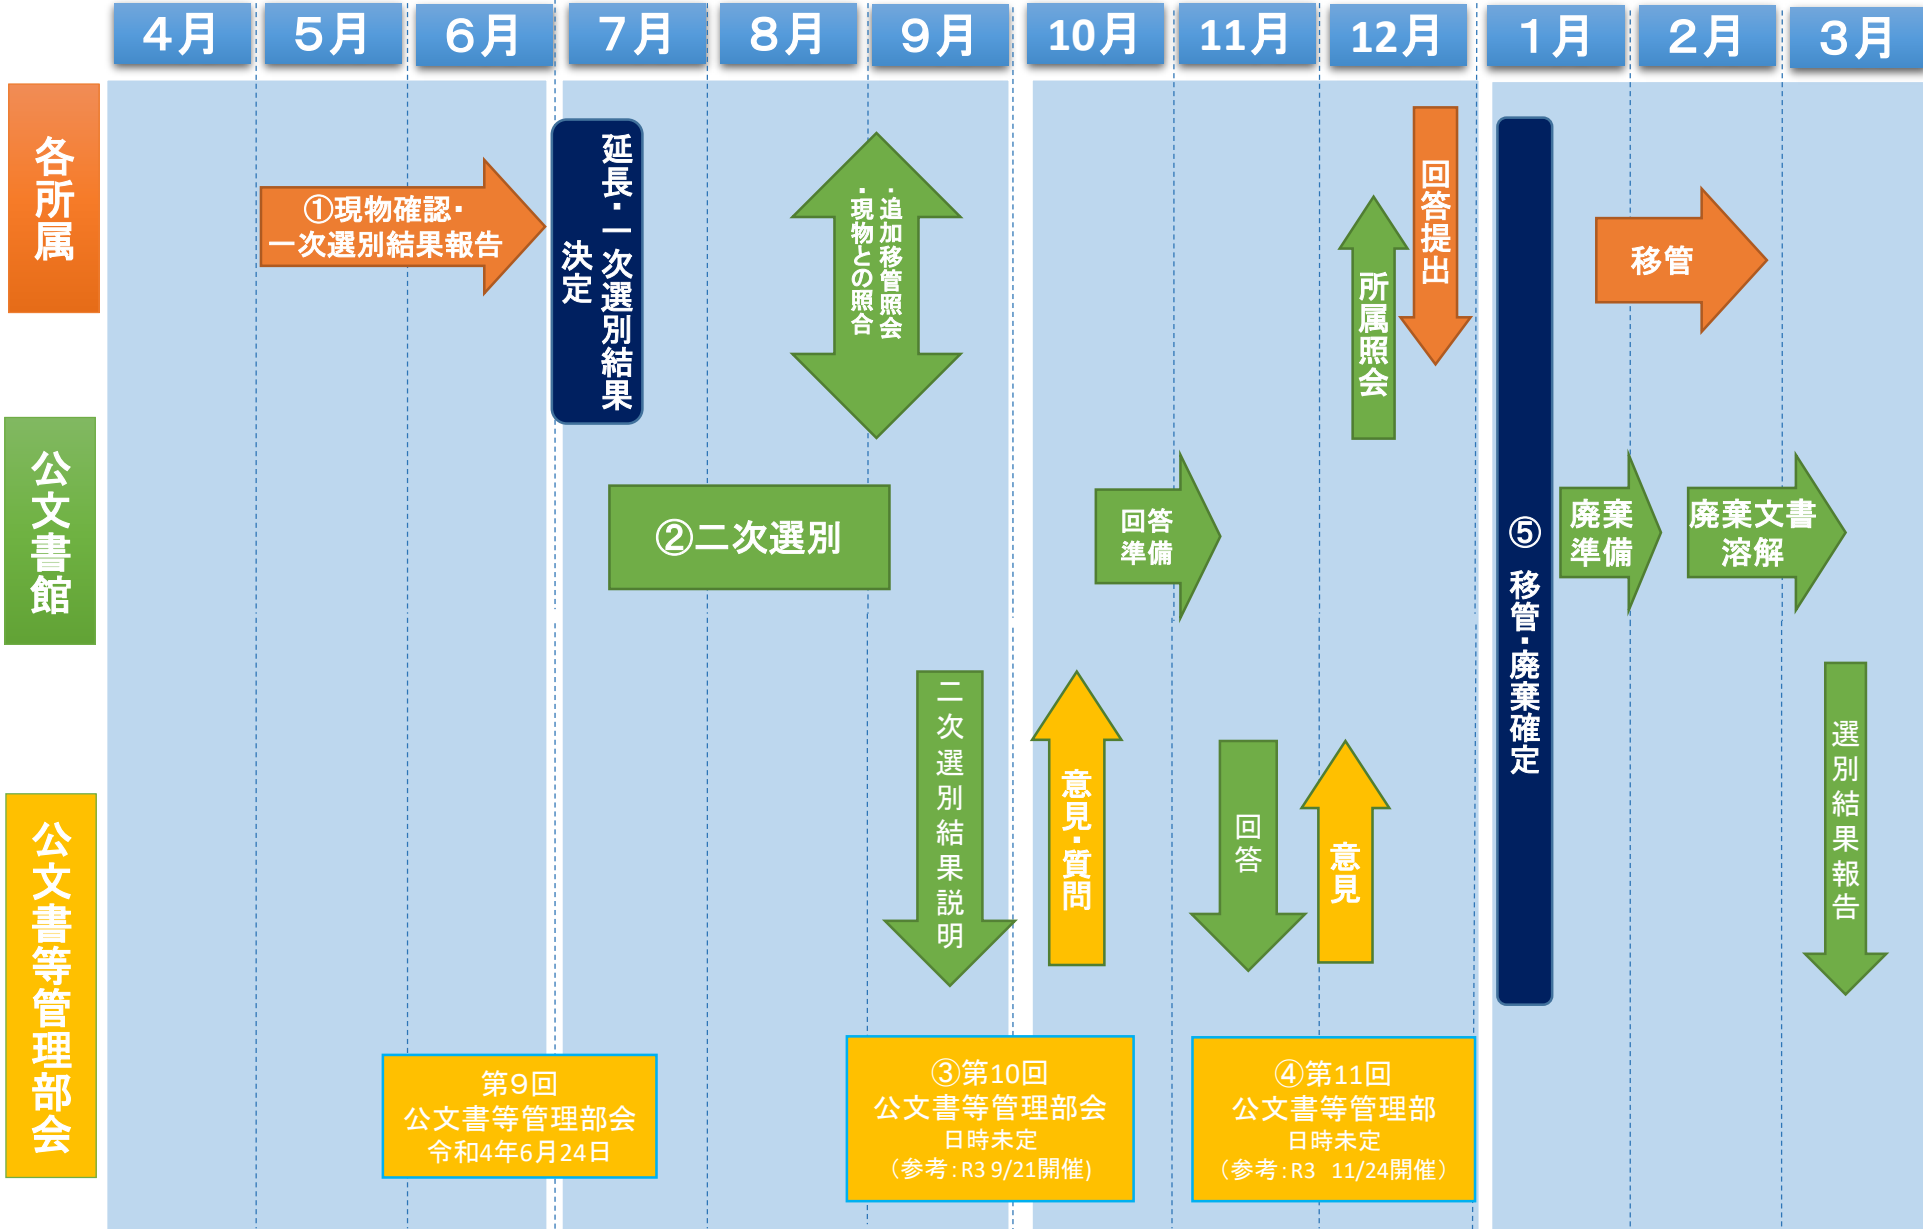 4月
5月
6月
7月
8月
9月
10月
11月
12月
1月
2月
3月
各所属
①現物確認・
一次選別結果報告
延長・一次選別結果
決定
・追加移管照会
・現物との照合
所属照会
回答提出
移管
公文書館
②二次選別
回答
準備
⑤　移管・廃棄確定
廃棄
準備
廃棄文書
溶解
公文書等管理部会
二次選別結果説明
意見・質問
回答
意見
選別結果報告
第９回
公文書等管理部会
令和4年6月24日
③第10回
公文書等管理部会
日時未定
（参考：R3 9/21開催)
④第11回
公文書等管理部
日時未定
（参考：R3　11/24開催）